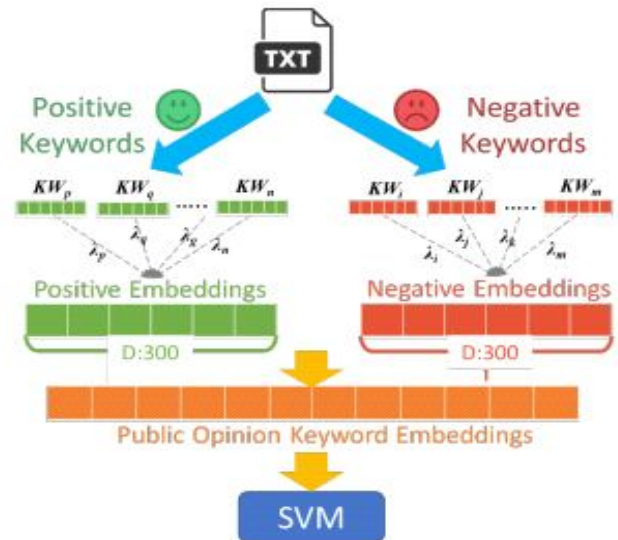 TXT
Positive
Keywords
Negative
Keywords
KWp KWq ..... KWn
KWi KWj ..... KWm
λp λq λg λn
λi λj λk λm
Positive Embeddings
Negative Embeddings
D:300
D:300
Public Opinion Keyword Embeddings
SVM